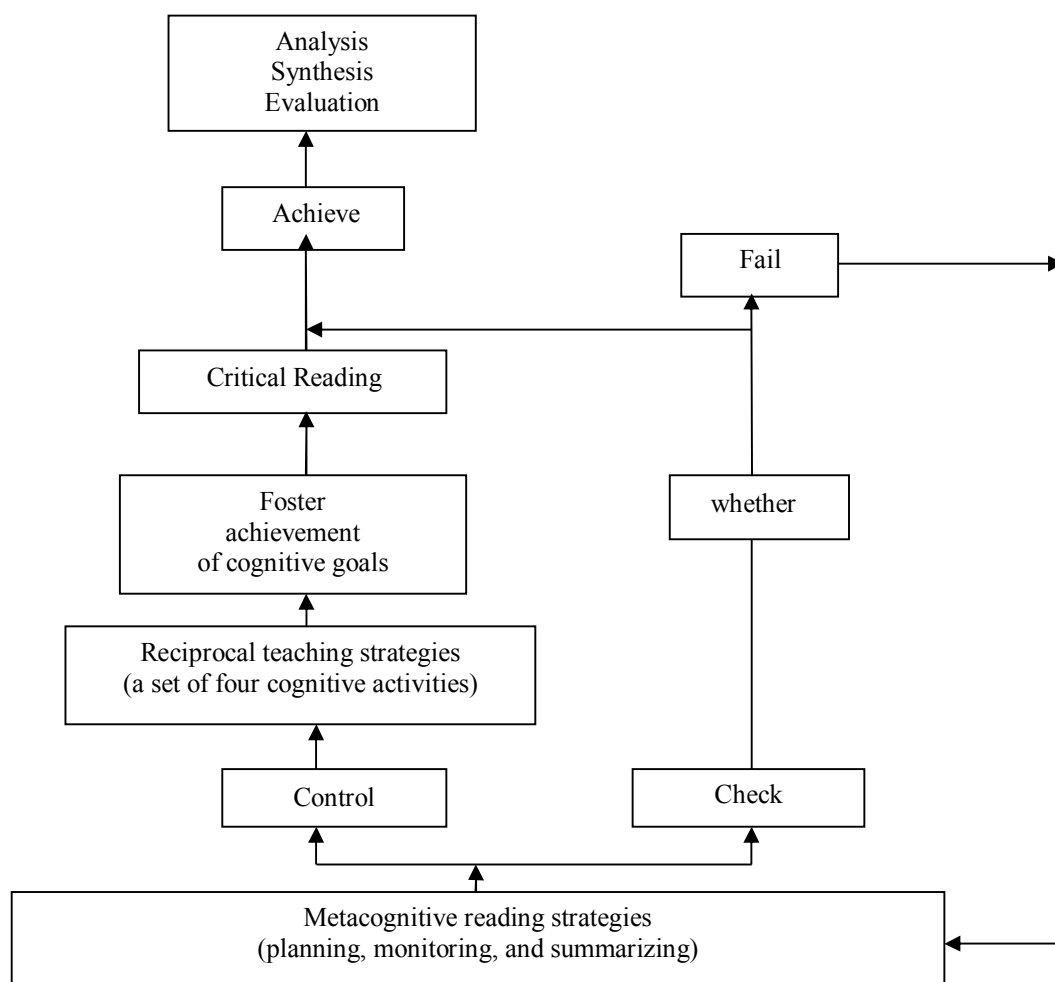 Analysis
Synthesis
Evaluation
Achieve
Fail
Critical Reading
Foster
achievement
of cognitive goals
whether
Reciprocal teaching strategies
(a set of four cognitive activities)
Control
Check
Metacognitive reading strategies
(planning, monitoring, and summarizing)